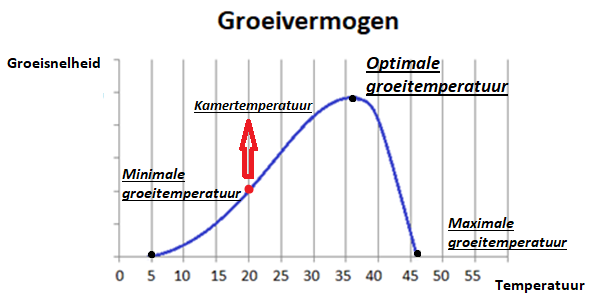 Groeivermogen
Groeisnelheid
Optimale
groeitemperatuur
Kamertemperatuur
Minimale
groeitemperatuur
Maximale
groeitemperatuur
0 5 10 15 20 25 30 35 40 45 50 55
Temperatuur